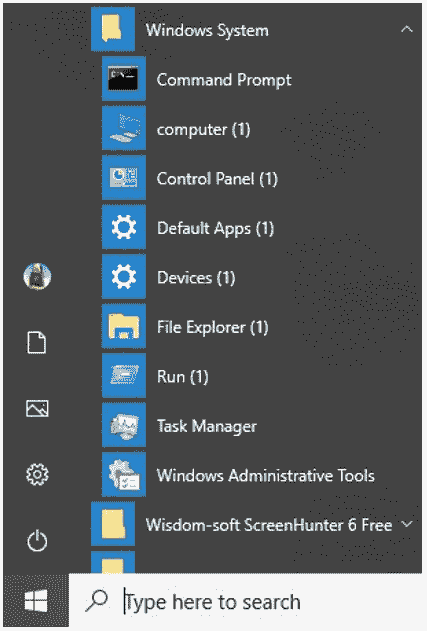 Windows System
Command Prompt
computer (1)
Control Panel (1)
Default Apps (1)
Devices (1)
File Explorer (1)
Run (1)
Task Manager
Windows Administrative Tools
Wisdom-soft ScreenHunter 6 Free
Type here to search